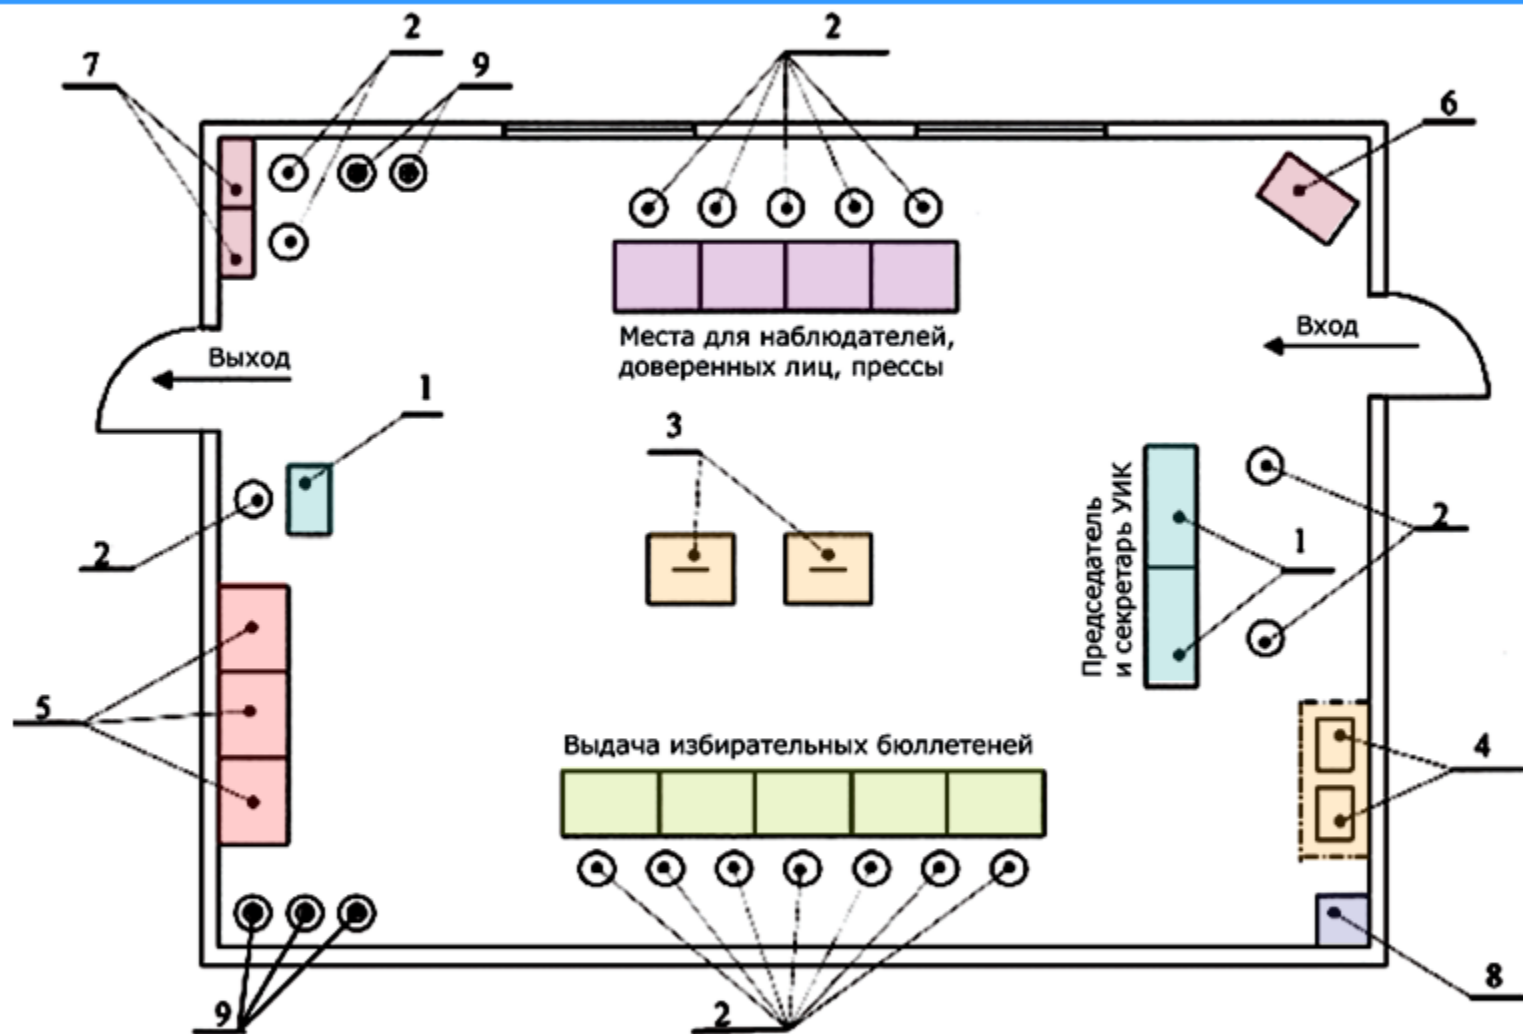 2
2
7
9
6
Места для наблюдателей,
доверенных лиц, прессы
Вход
Выход
1
3
Председатель
и секретарь УИК
2
1
2
5
Выдача избирательных бюллетеней
4
8
9
2